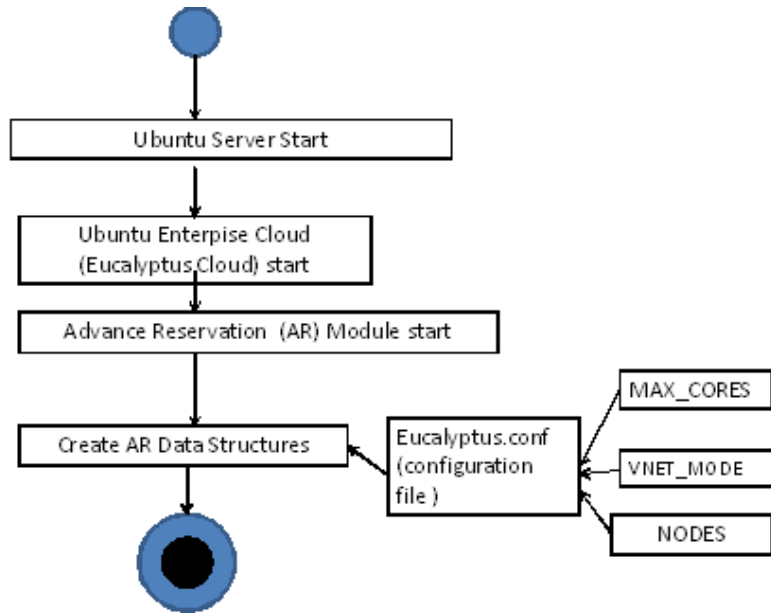 Ubuntu Server Start
Ubuntu Enterpise Cloud
(Eucalyptus Cloud) start
Advance Reservation (AR) Module start
Create AR Data Structures
Eucalyptus.conf
(configuration
file )
MAX_CORES
VNET_MODE
NODES